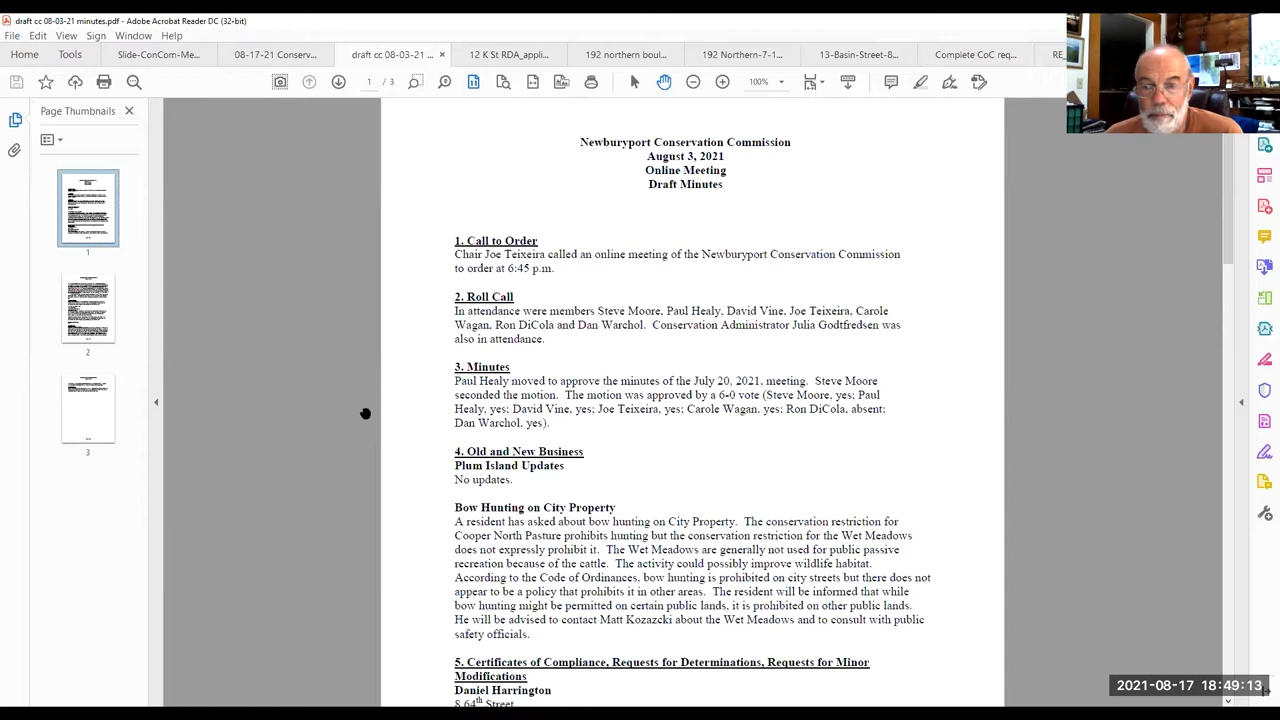 draft cc 08-03-21 minutes.pdf - Adobe Acrobat Reader DC (32-bit)
File Edit View Sign Window Help
Home Tools Slide-ConCom-Me... 08-17-21 Conserv... draft cc 08-03-21 ... × 12 K St RDA_appli... 192 northern boul... 192 Northern-7-1... 13-Basin-Street-8... Complete CoC req...
/ 3 100%
Page Thumbnails ×
1
2
3
Newburyport Conservation Commission
August 3, 2021
Online Meeting
Draft Minutes
1. Call to Order
Chair Joe Teixeira called an online meeting of the Newburyport Conservation Commission
to order at 6:45 p.m.
2. Roll Call
In attendance were members Steve Moore, Paul Healy, David Vine, Joe Teixeira, Carole
Wagan, Ron DiCola and Dan Warchol. Conservation Administrator Julia Godtfredsen was
also in attendance.
3. Minutes
Paul Healy moved to approve the minutes of the July 20, 2021, meeting. Steve Moore
seconded the motion. The motion was approved by a 6-0 vote (Steve Moore, yes; Paul
Healy, yes; David Vine, yes; Joe Teixeira, yes; Carole Wagan, yes; Ron DiCola, absent;
Dan Warchol, yes).
4. Old and New Business
Plum Island Updates
No updates.
Bow Hunting on City Property
A resident has asked about bow hunting on City Property. The conservation restriction for
Cooper North Pasture prohibits hunting but the conservation restriction for the Wet Meadows
does not expressly prohibit it. The Wet Meadows are generally not used for public passive
recreation because of the cattle. The activity could possibly improve wildlife habitat.
According to the Code of Ordinances, bow hunting is prohibited on city streets but there does not
appear to be a policy that prohibits it in other areas. The resident will be informed that while
bow hunting might be permitted on certain public lands, it is prohibited on other public lands.
He will be advised to contact Matt Kozazcki about the Wet Meadows and to consult with public
safety officials.
5. Certificates of Compliance, Requests for Determinations, Requests for Minor
Modifications
Daniel Harrington
8 64th Street
2021-08-17 18:49:13